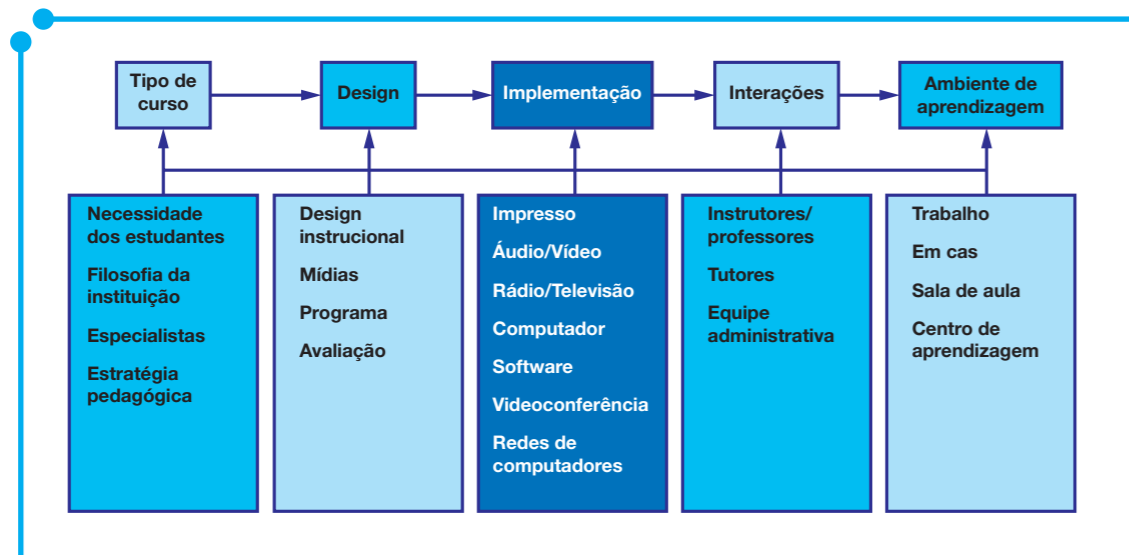 Tipo de
curso
Design
Implementação
Interações
Ambiente de
aprendizagem
Necessidade
dos estudantes
Filosofia da
instituição
Especialistas
Estratégia
pedagógica
Design
instrucional
Mídias
Programa
Avaliação
Impresso
Áudio/Vídeo
Rádio/Televisão
Computador
Software
Videoconferência
Redes de
computadores
Instrutores/
professores
Tutores
Equipe
administrativa
Trabalho
Em cas
Sala de aula
Centro de
aprendizagem